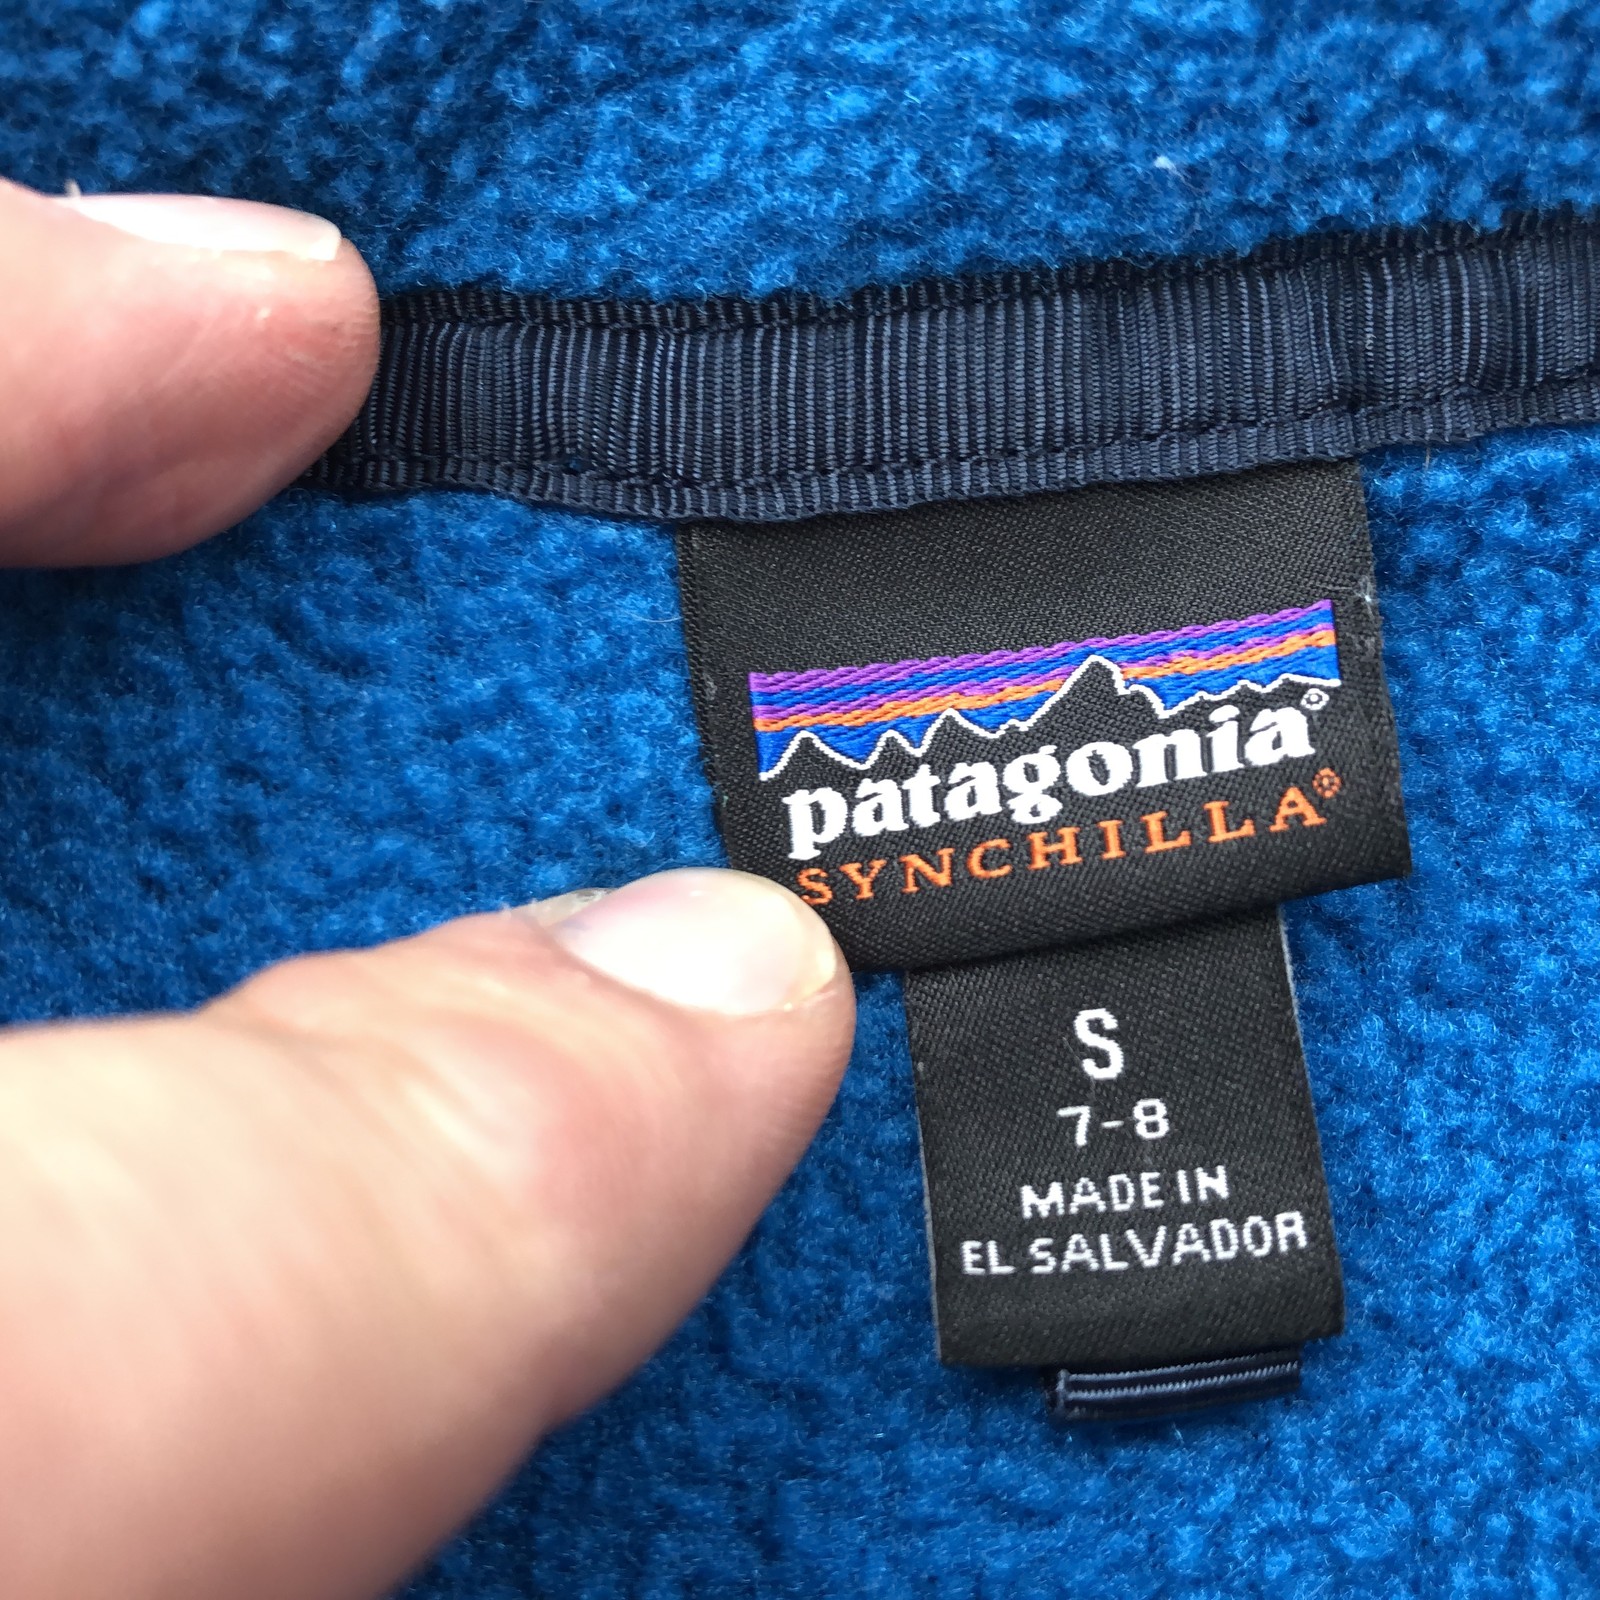 patagonia®
SYNCHILLA®
S
7-8
MADE IN
EL SALVADOR